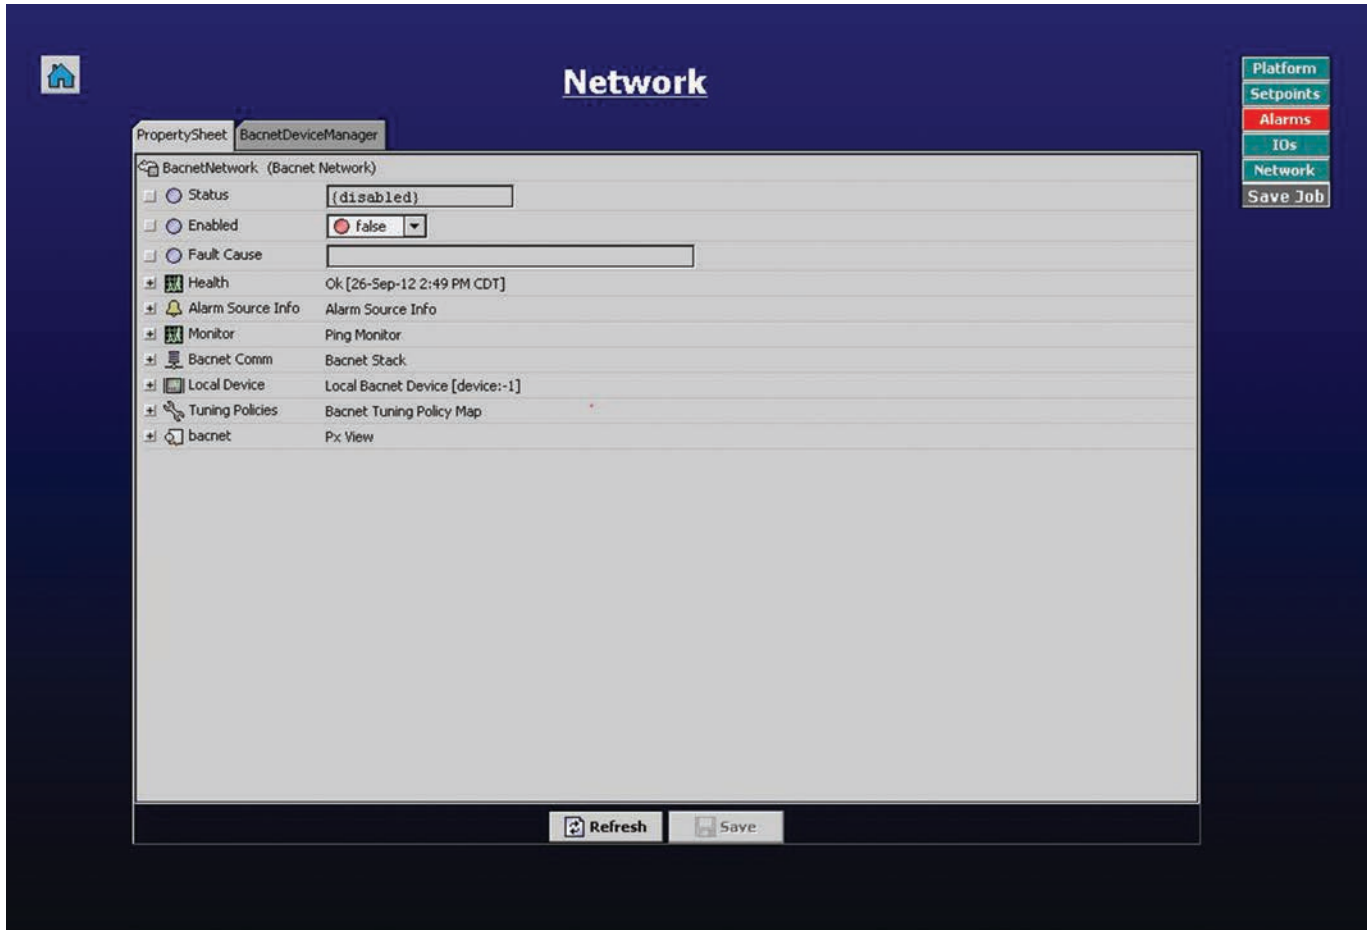 Network
Platform
Setpoints
Alarms
IOs
Network
Save Job
PropertySheet BacnetDeviceManager
BacnetNetwork (Bacnet Network)
Status {disabled}
Enabled false
Fault Cause
Health Ok [26-Sep-12 2:49 PM CDT]
Alarm Source Info Alarm Source Info
Monitor Ping Monitor
Bacnet Comm Bacnet Stack
Local Device Local Bacnet Device [device:-1]
Tuning Policies Bacnet Tuning Policy Map
bacnet Px View
Refresh Save